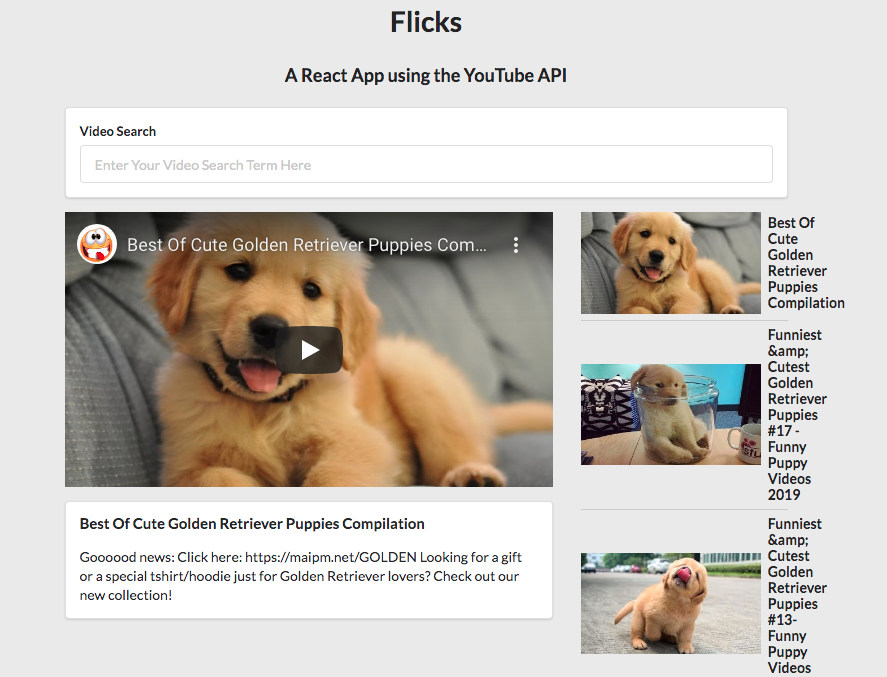 Flicks
A React App using the YouTube API
Video Search
Enter Your Video Search Term Here
Best Of Cute Golden Retriever Puppies Com...
Best Of Cute Golden Retriever Puppies Compilation
Goooood news: Click here: https://maipm.net/GOLDEN Looking for a gift
or a special tshirt/hoodie just for Golden Retriever lovers? Check out our
new collection!
Best Of
Cute
Golden
Retriever
Puppies
Compilation
Funniest
&amp;
Cutest
Golden
Retriever
Puppies
#17 -
Funny
Puppy
Videos
2019
Funniest
&amp;
Cutest
Golden
Retriever
Puppies
#13-
Funny
Puppy
Videos